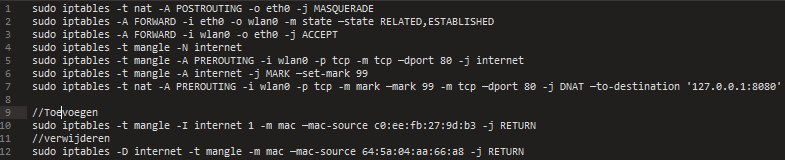 1 sudo iptables -t nat -A POSTROUTING -o eth0 -j MASQUERADE
2 sudo iptables -A FORWARD -i eth0 -o wlan0 -m state —state RELATED,ESTABLISHED
3 sudo iptables -A FORWARD -i wlan0 -o eth0 -j ACCEPT
4 sudo iptables -t mangle -N internet
5 sudo iptables -t mangle -A PREROUTING -i wlan0 -p tcp -m tcp —dport 80 -j internet
6 sudo iptables -t mangle -A internet -j MARK —set-mark 99
7 sudo iptables -t nat -A PREROUTING -i wlan0 -p tcp -m mark —mark 99 -m tcp —dport 80 -j DNAT —to-destination '127.0.0.1:8080'
8
9 //Toevoegen
10 sudo iptables -t mangle -I internet 1 -m mac —mac-source c0:ee:fb:27:9d:b3 -j RETURN
11 //verwijderen
12 sudo iptables -D internet -t mangle -m mac —mac-source 64:5a:04:aa:66:a8 -j RETURN